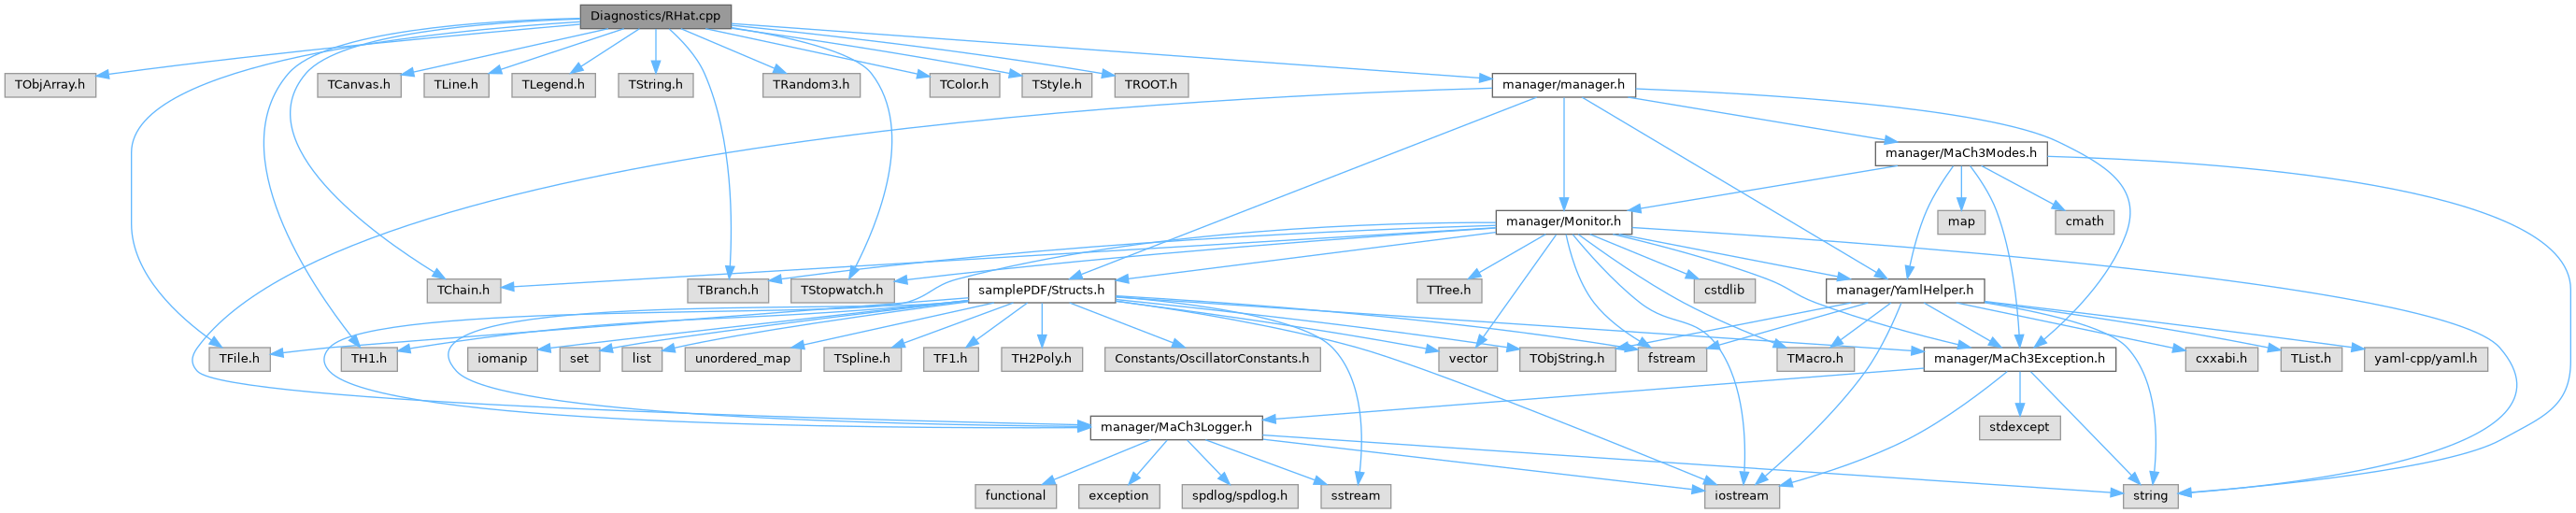 Diagnostics/RHat.cpp
TObjArray.h
TCanvas.h
TLine.h
TLegend.h
TString.h
TRandom3.h
TColor.h
TStyle.h
TROOT.h
manager/manager.h
manager/MaCh3Modes.h
manager/Monitor.h
map
cmath
TChain.h
TBranch.h
TStopwatch.h
samplePDF/Structs.h
TTree.h
cstdlib
manager/YamlHelper.h
TFile.h
TH1.h
iomanip
set
list
unordered_map
TSpline.h
TF1.h
TH2Poly.h
Constants/OscillatorConstants.h
vector
TObjString.h
fstream
TMacro.h
manager/MaCh3Exception.h
cxxabi.h
TList.h
yaml-cpp/yaml.h
manager/MaCh3Logger.h
stdexcept
functional
exception
spdlog/spdlog.h
sstream
iostream
string